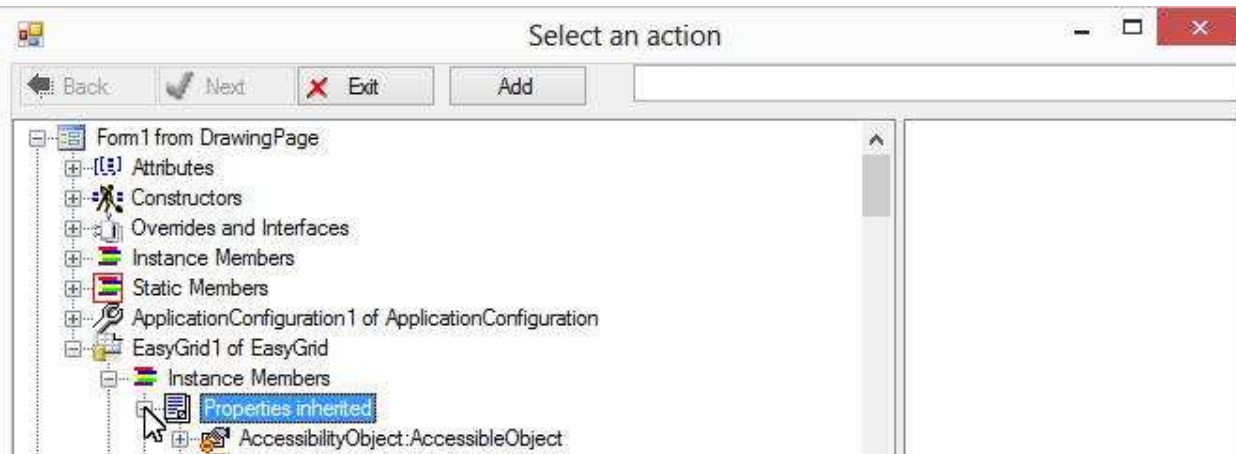 Select an action
Back Next Exit Add
Form1 from DrawingPage
Attributes
Constructors
Overrides and Interfaces
Instance Members
Static Members
ApplicationConfiguration1 of ApplicationConfiguration
EasyGrid1 of EasyGrid
Instance Members
Properties inherited
AccessibilityObject:AccessibleObject